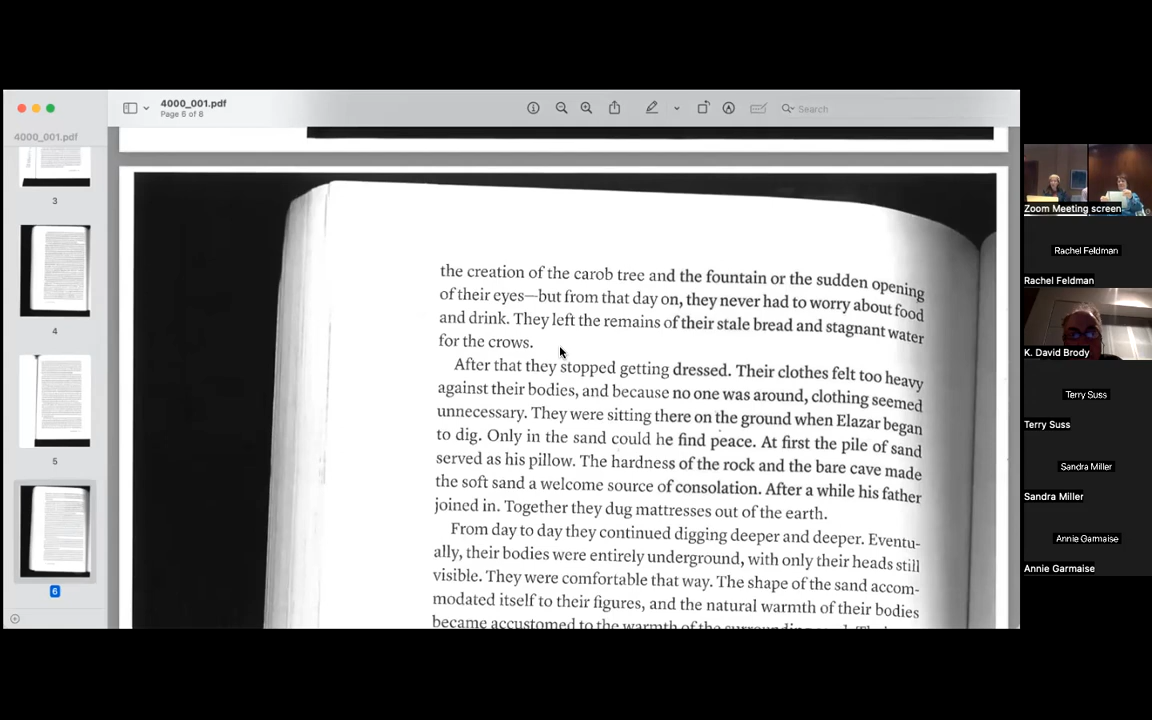 4000_001.pdf
Page 6 of 8
Search
4000_001.pdf
3
4
5
6
the creation of the carob tree and the fountain or the sudden opening
of their eyes—but from that day on, they never had to worry about food
and drink. They left the remains of their stale bread and stagnant water
for the crows.
After that they stopped getting dressed. Their clothes felt too heavy
against their bodies, and because no one was around, clothing seemed
unnecessary. They were sitting there on the ground when Elazar began
to dig. Only in the sand could he find peace. At first the pile of sand
served as his pillow. The hardness of the rock and the bare cave made
the soft sand a welcome source of consolation. After a while his father
joined in. Together they dug mattresses out of the earth.
From day to day they continued digging deeper and deeper. Eventu-
ally, their bodies were entirely underground, with only their heads still
visible. They were comfortable that way. The shape of the sand accom-
modated itself to their figures, and the natural warmth of their bodies
became accustomed to the warmth of the surrounding
Zoom Meeting screen
Rachel Feldman
Rachel Feldman
K. David Brody
Terry Suss
Terry Suss
Sandra Miller
Sandra Miller
Annie Garmaise
Annie Garmaise